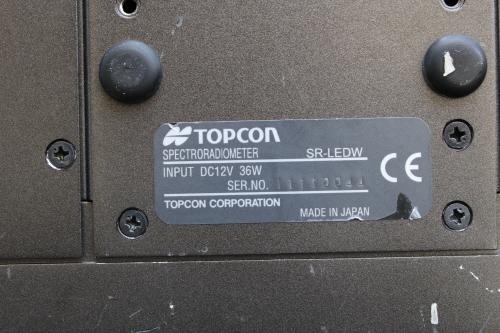 TOPCON
SPECTRORADIOMETER SR-LEDW
INPUT DC12V 36W
SER.NO.
TOPCON CORPORATION
MADE IN JAPAN
CE